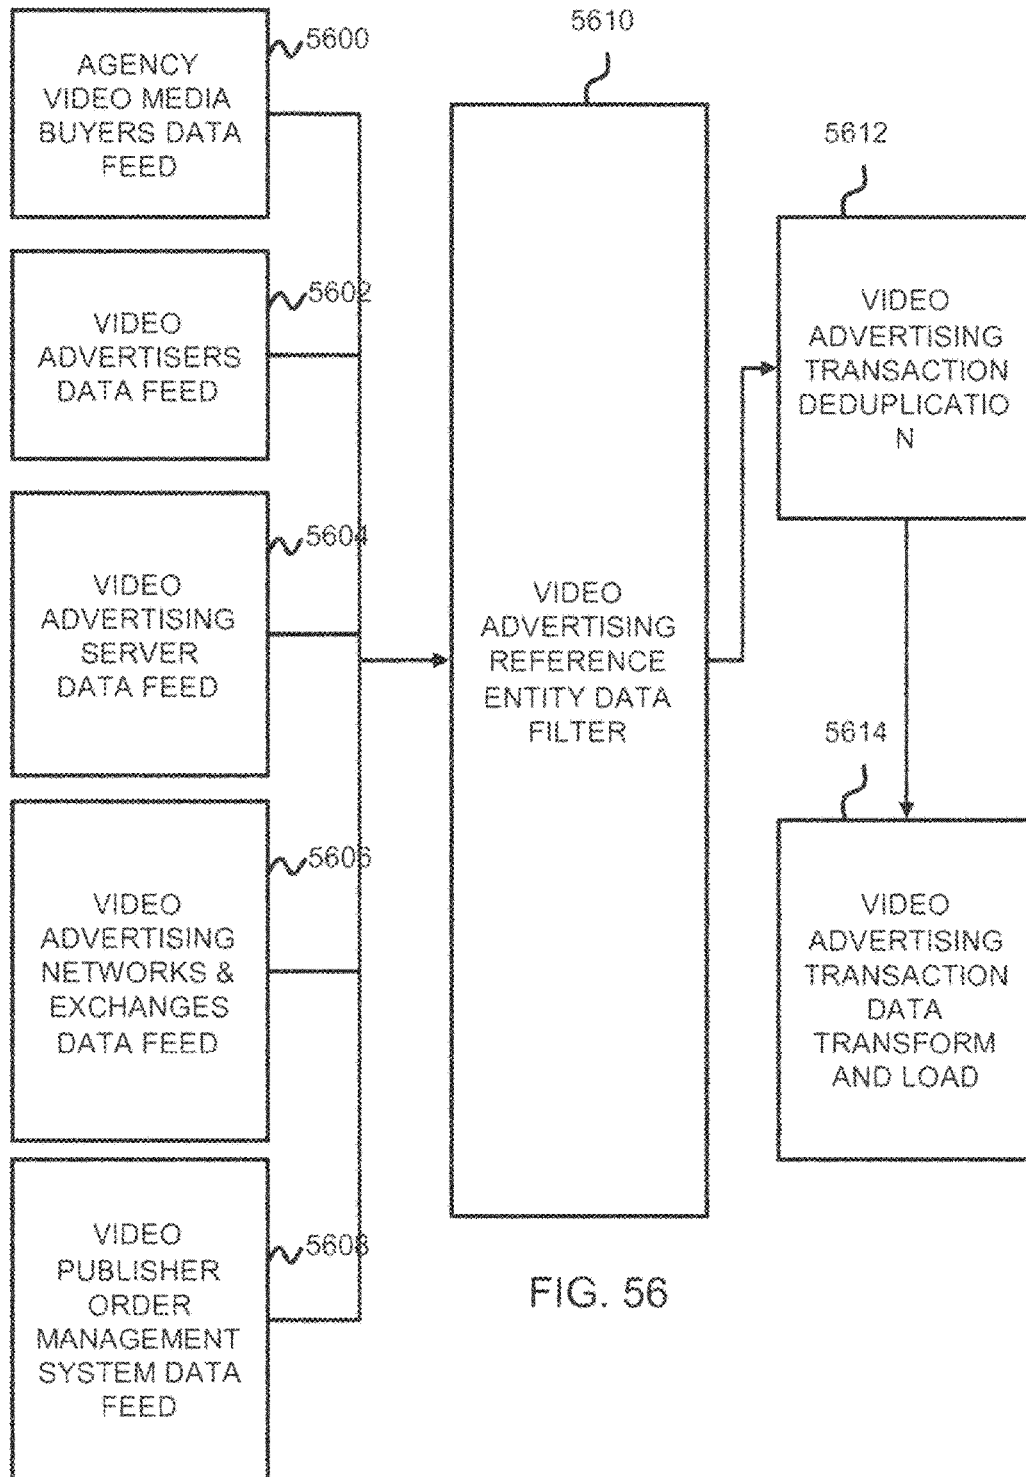 5600
AGENCY
VIDEO MEDIA
BUYERS DATA
FEED
5602
VIDEO
ADVERTISERS
DATA FEED
5604
VIDEO
ADVERTISING
SERVER
DATA FEED
5606
VIDEO
ADVERTISING
NETWORKS &
EXCHANGES
DATA FEED
5608
VIDEO
PUBLISHER
ORDER
MANAGEMENT
SYSTEM DATA
FEED
5610
VIDEO
ADVERTISING
REFERENCE
ENTITY DATA
FILTER
5612
VIDEO
ADVERTISING
TRANSACTION
DEDUPLICATIO
N
5614
VIDEO
ADVERTISING
TRANSACTION
DATA
TRANSFORM
AND LOAD
FIG. 56